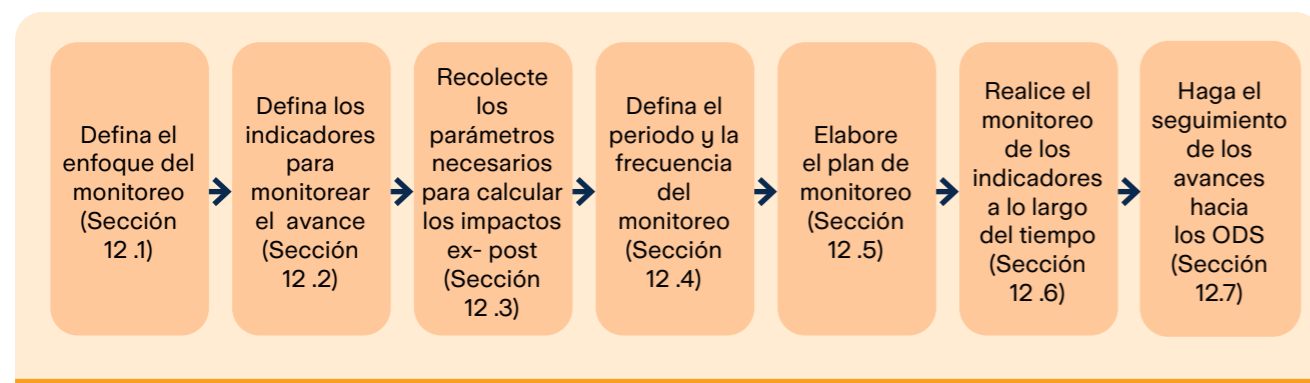 Defina el
enfoque del
monitoreo
(Sección
12 .1)
Defina los
indicadores
para
monitorear
el  avance
(Sección
12 .2)
Recolecte
los
parámetros
necesarios
para calcular
los impactos
ex- post
(Sección
12 .3)
Defina el
periodo y la
frecuencia
del
monitoreo
(Sección
12 .4)
Elabore
el plan de
monitoreo
(Sección
12 .5)
Realice el
monitoreo
de los
indicadores
a lo largo
del tiempo
(Sección
12 .6)
Haga el
seguimiento
de los
avances
hacia
los ODS
(Sección
12.7)